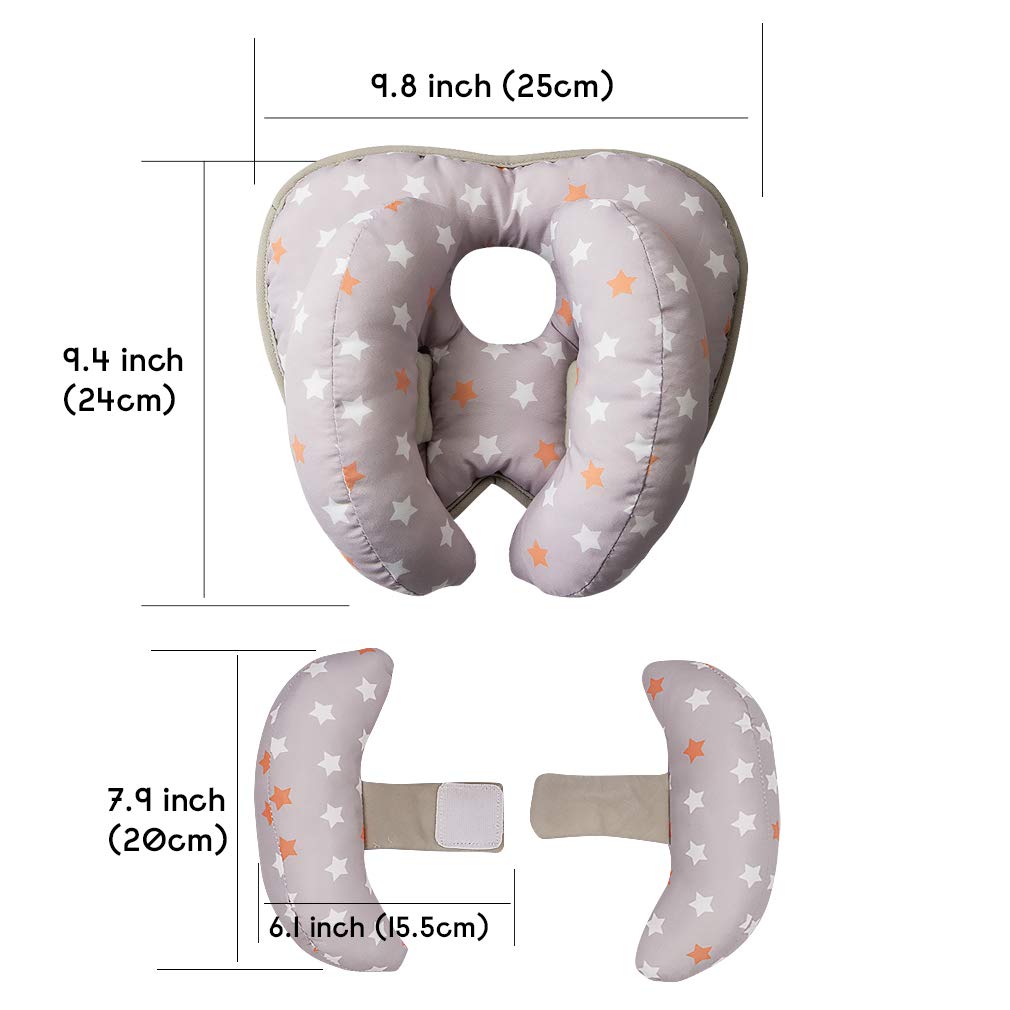 9.8 inch (25cm)
9.4 inch
(24cm)
7.9 inch
(20cm)
6.1 inch (15.5cm)